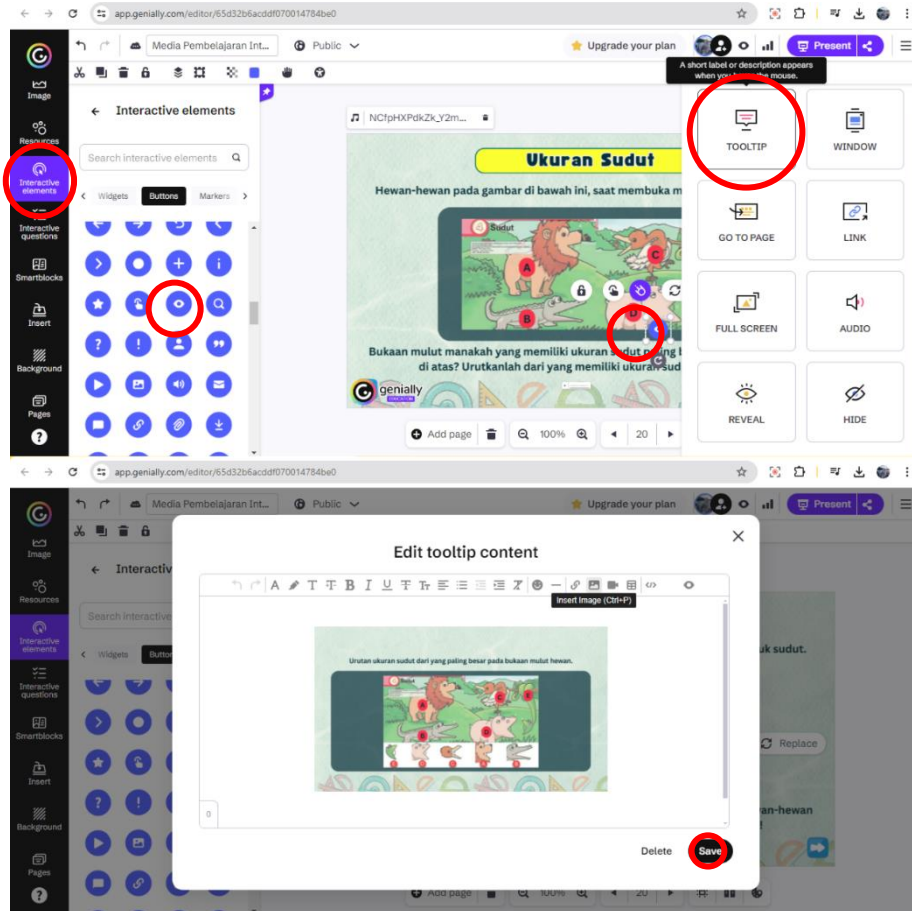 app.genially.com/editor/65d32b6acddf070014784be0
Media Pembelajaran Int...
Public
Upgrade your plan
Present
A short label or description appears
when you hover the mouse.
Image
Resources
Interactive
elements
Interactive
questions
Smartblocks
Insert
Background
Pages
Interactive elements
Search interactive elements
Widgets
Buttons
Markers
NCfpHXPdkZk_Y2m...
Ukuran Sudut
Hewan-hewan pada gambar di bawah ini, saat membuka m
Sudut
A
B
C
D
Bukaan mulut manakah yang memiliki ukuran sudut paling b
di atas? Urutkanlah dari yang memiliki ukuran sud
genially
EDUCATION
Add page
100%
20
TOOLTIP
WINDOW
GO TO PAGE
LINK
FULL SCREEN
AUDIO
REVEAL
HIDE
app.genially.com/editor/65d32b6acddf070014784be0
Media Pembelajaran Int...
Public
Upgrade your plan
Present
Image
Resources
Interactive
elements
Interactive
questions
Smartblocks
Insert
Background
Pages
Interactiv
Search interactive
Widgets
Button
Edit tooltip content
Insert Image (Ctrl+P)
Urutan ukuran sudut dari yang paling besar pada bukaan mulut hewan.
Sudut
A
B
C
D
E
0
Delete
Save
uk sudut.
Replace
an-hewan
!
Add page
100%
20